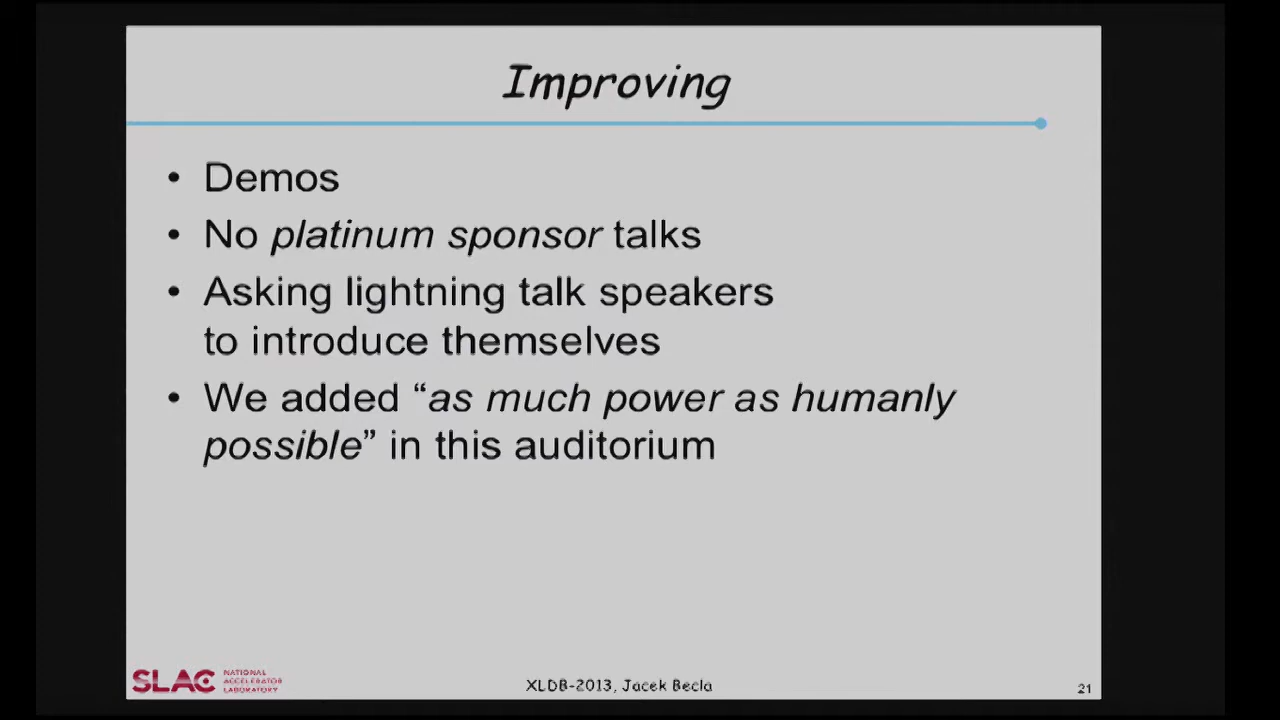 Improving
• Demos
• No platinum sponsor talks
• Asking lightning talk speakers
to introduce themselves
• We added “as much power as humanly
possible” in this auditorium
SLAC NATIONAL
ACCELERATOR
LABORATORY
XLDB-2013, Jacek Becla
21